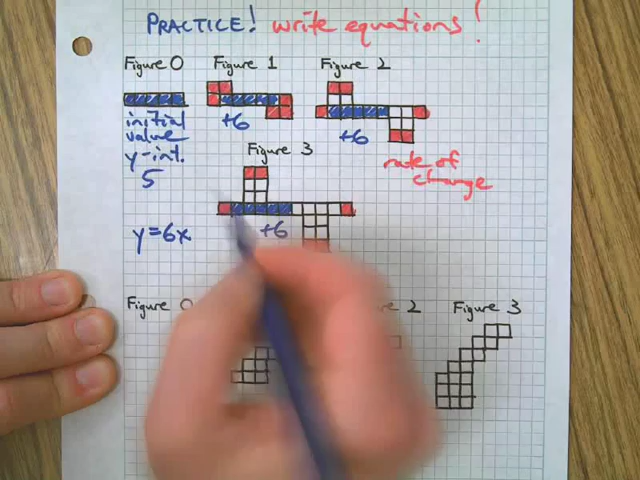 PRACTICE! write equations!
Figure 0 Figure 1 Figure 2
initial
value
y-int.
5
+6 +6
rate of
change
Figure 3
y=6x +6
Figure 2 Figure 3